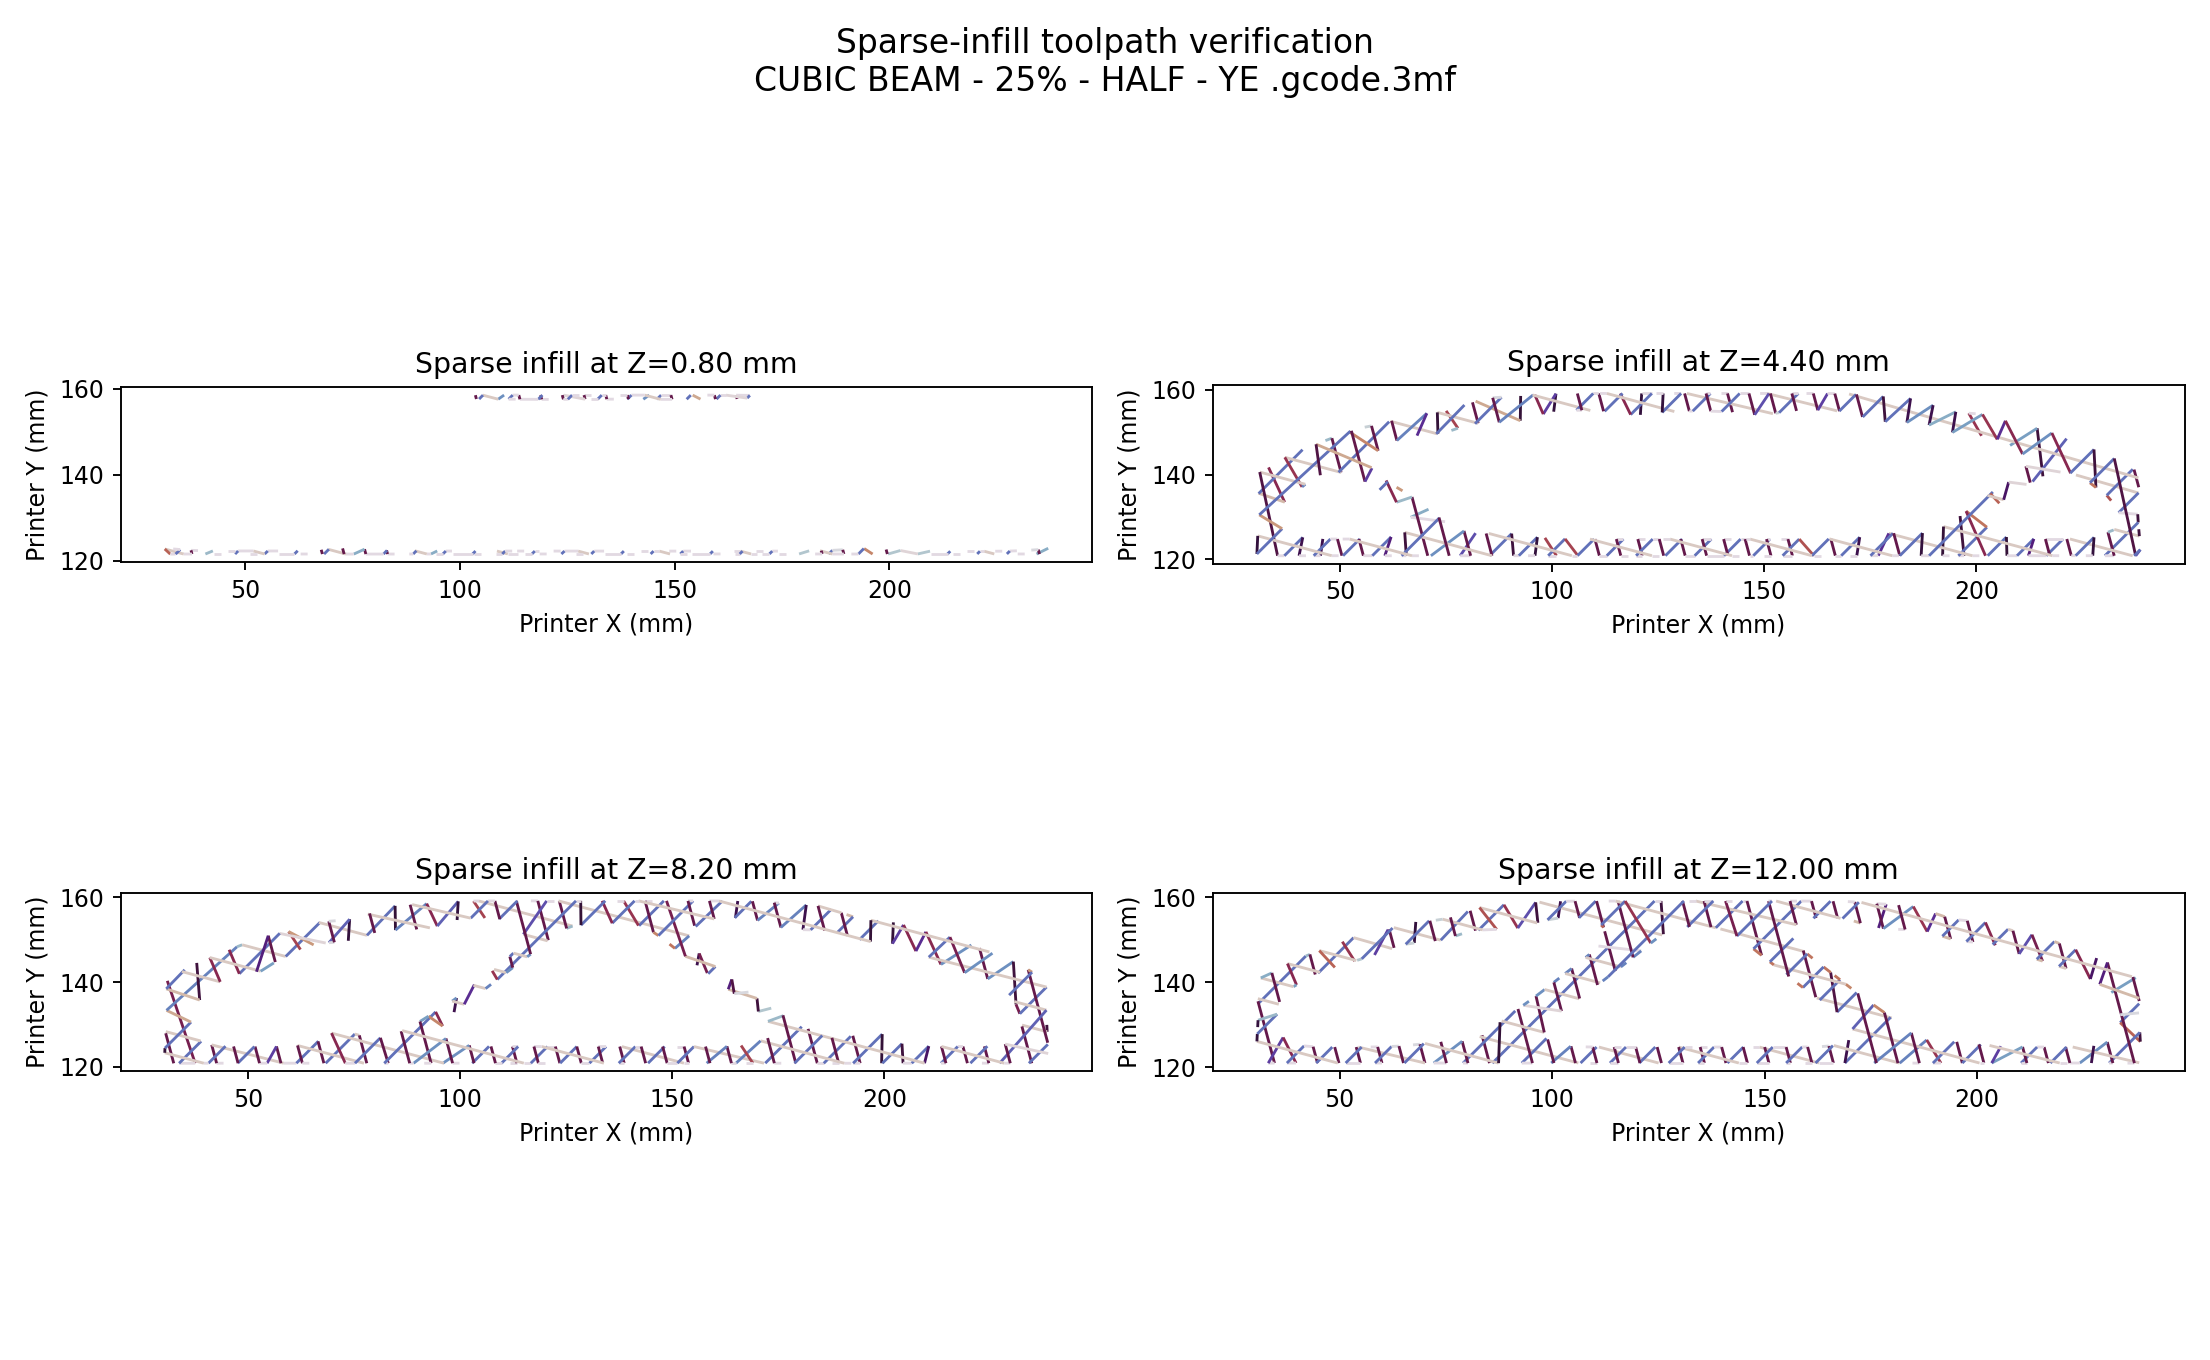 Sparse-infill toolpath verification
CUBIC BEAM - 25% - HALF - YE .gcode.3mf
Sparse infill at Z=0.80 mm
Printer Y (mm)
160
140
120
50 100 150 200
Printer X (mm)
Sparse infill at Z=4.40 mm
Printer Y (mm)
160
140
120
50 100 150 200
Printer X (mm)
Sparse infill at Z=8.20 mm
Printer Y (mm)
160
140
120
50 100 150 200
Printer X (mm)
Sparse infill at Z=12.00 mm
Printer Y (mm)
160
140
120
50 100 150 200
Printer X (mm)